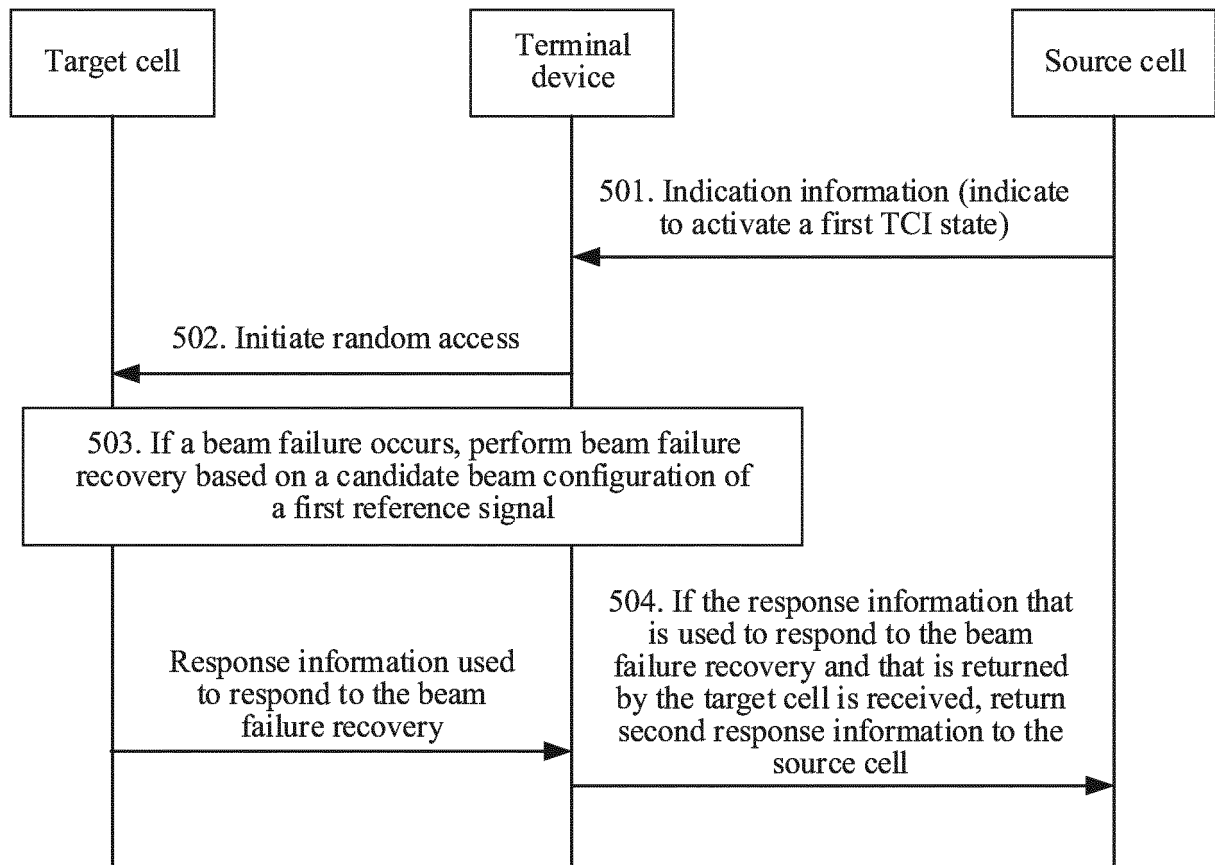 Target cell
Terminal
device
Source cell
501. Indication information (indicate
to activate a first TCI state)
502. Initiate random access
503. If a beam failure occurs, perform beam failure
recovery based on a candidate beam configuration of
a first reference signal
Response information used
to respond to the beam
failure recovery
504. If the response information that
is used to respond to the beam
failure recovery and that is returned
by the target cell is received, return
second response information to the
source cell